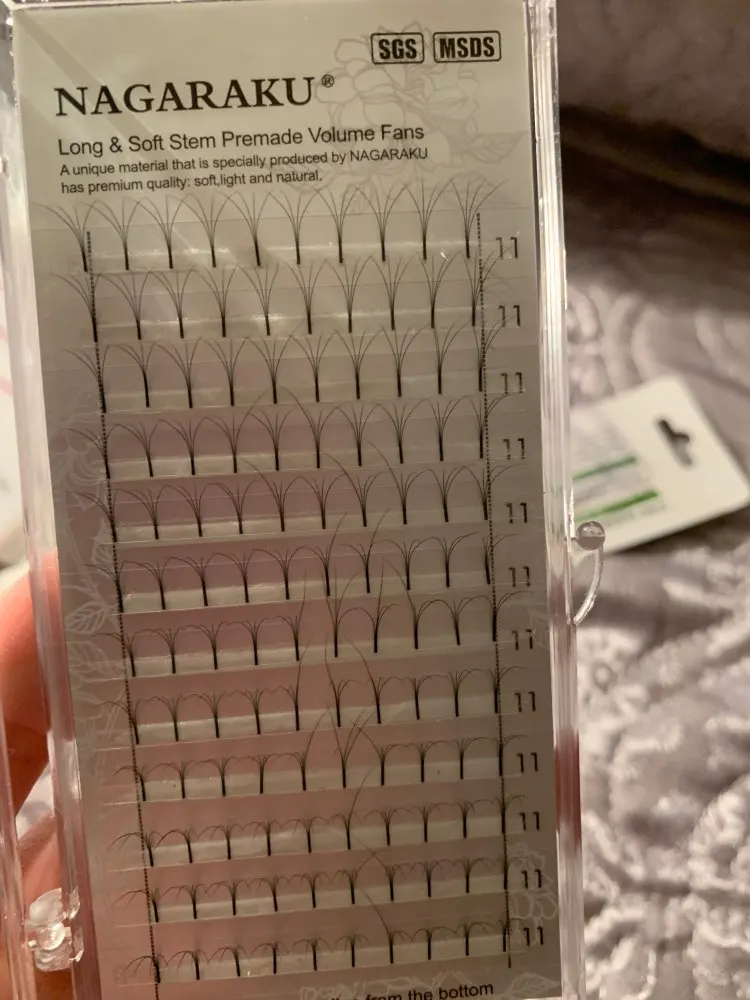 SGS MSDS
NAGARAKU®
Long & Soft Stem Premade Volume Fans
A unique material that is specially produced by NAGARAKU
has premium quality: soft,light and natural.
11
11
11
11
11
11
11
11
11
11
11
11
from the bottom